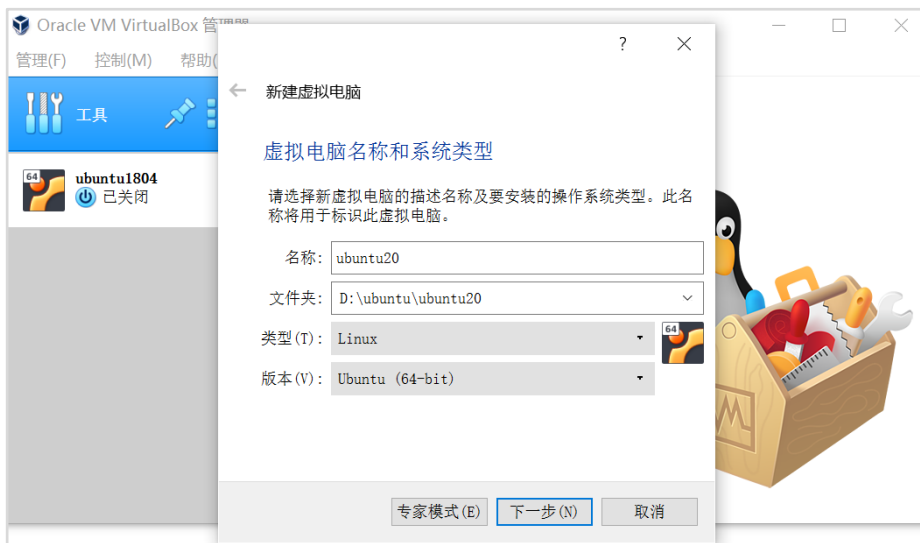 Oracle VM VirtualBox 管理器
管理(F) 控制(M) 帮助(
? 
新建虚拟电脑
工具
虚拟电脑名称和系统类型
64
ubuntu1804
已关闭
请选择新虚拟电脑的描述名称及要安装的操作系统类型。此名
称将用于标识此虚拟电脑。
名称: ubuntu20
文件夹: D:\ubuntu\ubuntu20
类型(T): Linux
64
版本(V): Ubuntu (64-bit)
专家模式(E) 下一步(N) 取消